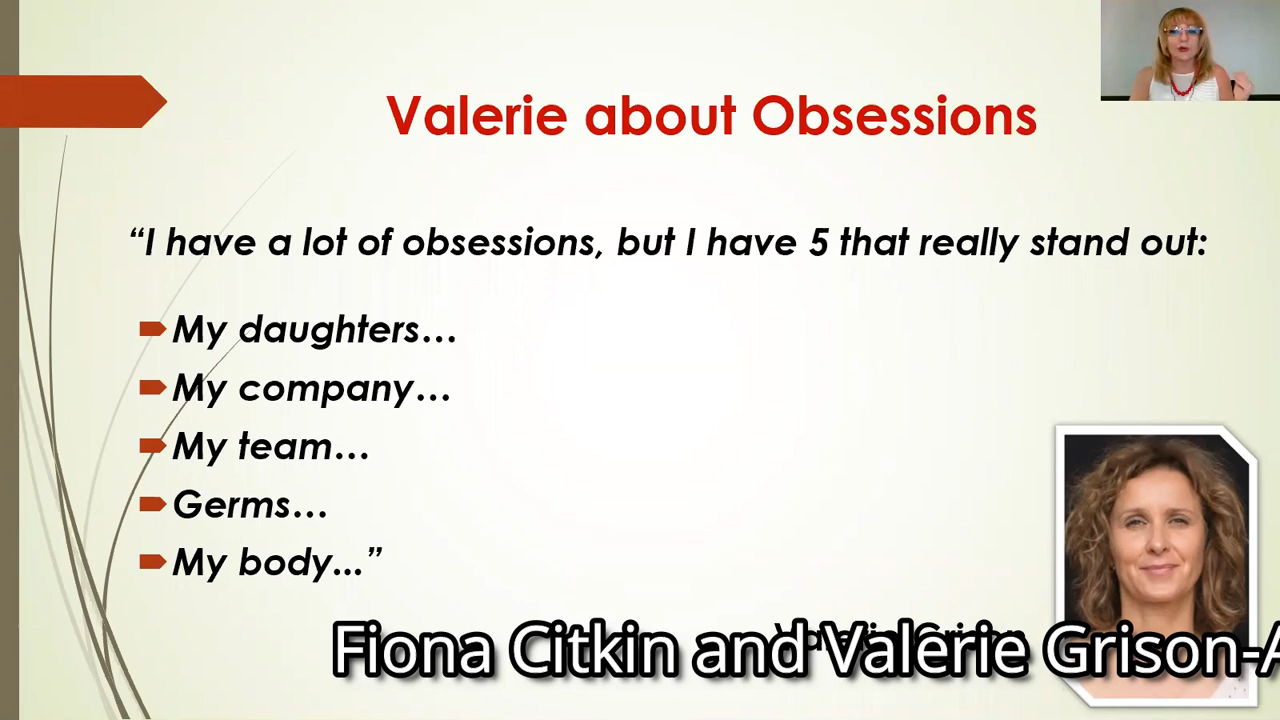 Valerie about Obsessions
“I have a lot of obsessions, but I have 5 that really stand out:
My daughters…
My company…
My team…
Germs…
My body...”
Fiona Citkin and Valerie Grison-A